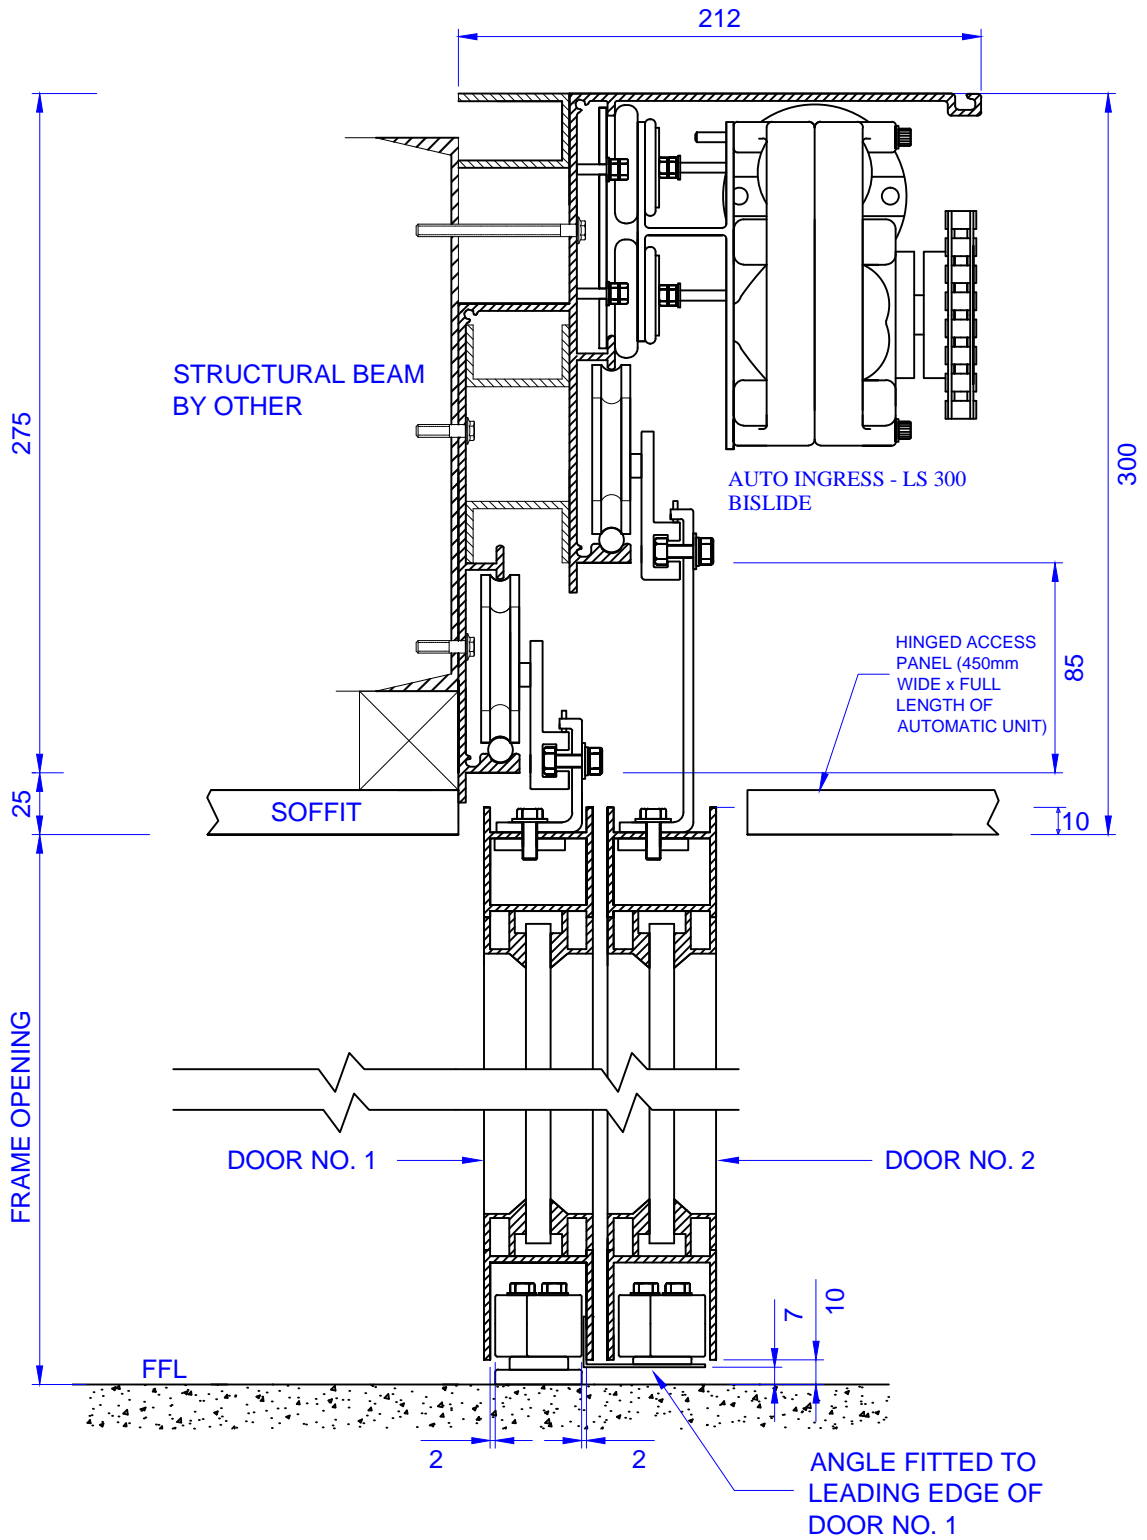 212
275
STRUCTURAL BEAM
BY OTHER
300
AUTO INGRESS - LS 300
BISLIDE
HINGED ACCESS
PANEL (450mm
WIDE x FULL
LENGTH OF
AUTOMATIC UNIT)
85
25
SOFFIT
10
FRAME OPENING
DOOR NO. 1
DOOR NO. 2
7
10
FFL
2
2
ANGLE FITTED TO
LEADING EDGE OF
DOOR NO. 1